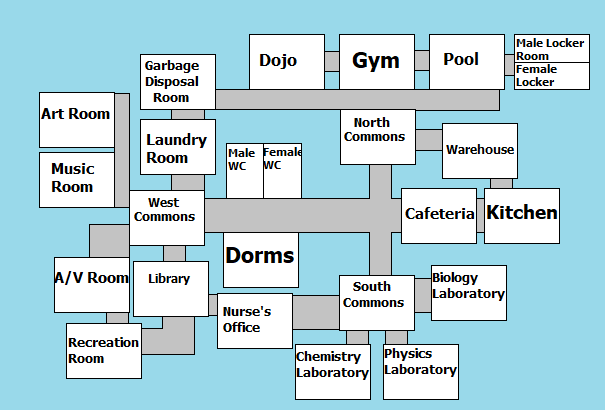 Dojo
Gym
Pool
Male Locker
Room
Female
Locker
Garbage
Disposal
Room
Art Room
Music
Room
Laundry
Room
North
Commons
Warehouse
Male
WC
Female
WC
West
Commons
Cafeteria
Kitchen
Dorms
A/V Room
Library
South
Commons
Biology
Laboratory
Nurse's
Office
Recreation
Room
Chemistry
Laboratory
Physics
Laboratory